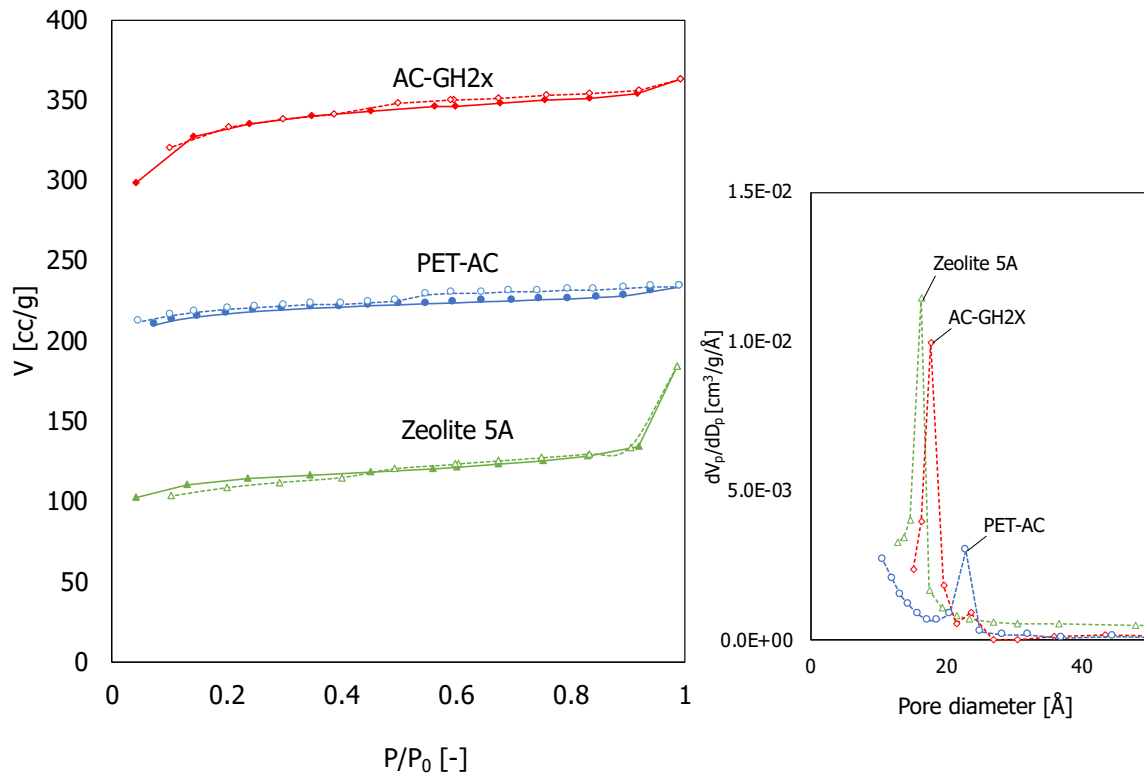 400
350
300
250
200
150
100
50
0
V [cc/g]
AC-GH2x
PET-AC
Zeolite 5A
0
0.2
0.4
0.6
0.8
1
P/P₀ [-]
1.5E-02
1.0E-02
5.0E-03
0.0E+00
dVₚ/dDₚ [cm³/g/Å]
Zeolite 5A
AC-GH2X
PET-AC
0
20
40
Pore diameter [Å]